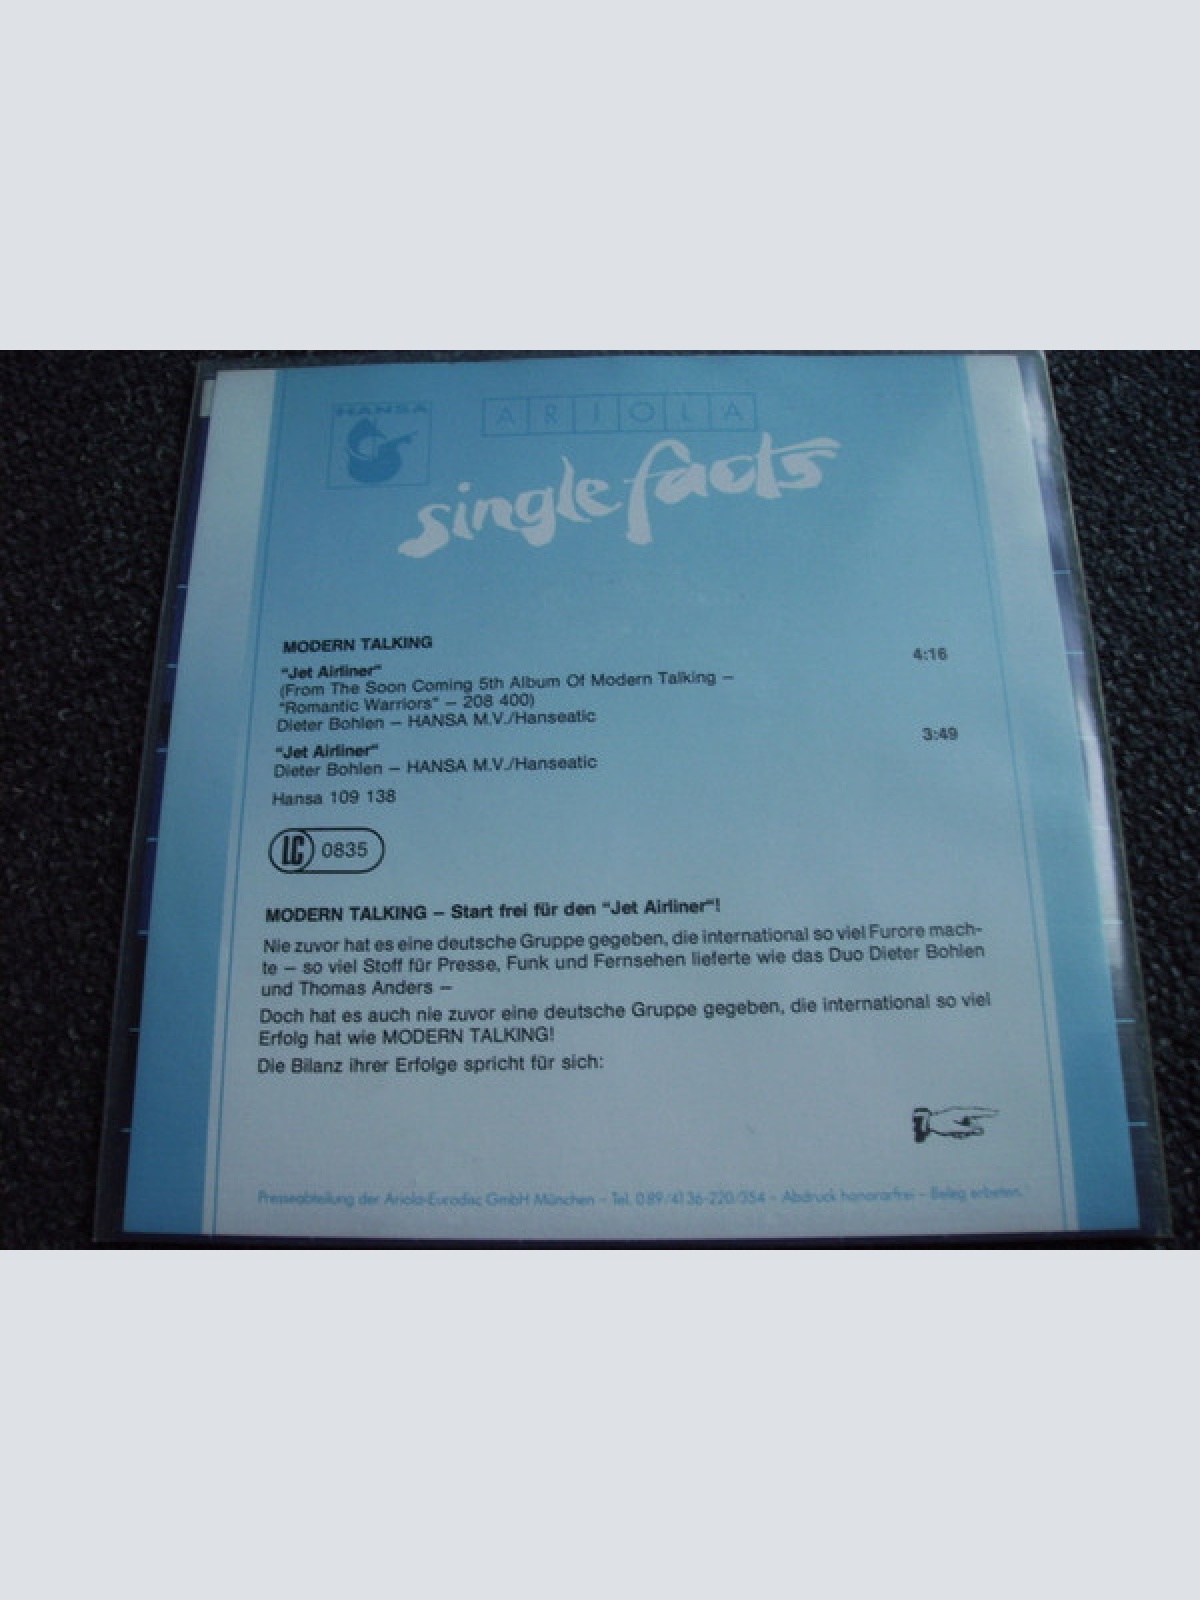 HANSA
ARIOLA
single facts
MODERN TALKING
"Jet Airliner" 4:16
(From The Soon Coming 5th Album Of Modern Talking –
"Romantic Warriors" – 208 400)
Dieter Bohlen – HANSA M.V./Hanseatic
"Jet Airliner" 3:49
Dieter Bohlen – HANSA M.V./Hanseatic
Hansa 109 138
LC 0835
MODERN TALKING – Start frei für den "Jet Airliner"!
Nie zuvor hat es eine deutsche Gruppe gegeben, die international so viel Furore mach-
te – so viel Stoff für Presse, Funk und Fernsehen lieferte wie das Duo Dieter Bohlen
und Thomas Anders –
Doch hat es auch nie zuvor eine deutsche Gruppe gegeben, die international so viel
Erfolg hat wie MODERN TALKING!
Die Bilanz ihrer Erfolge spricht für sich:
Presseabteilung der Ariola-Eurodisc GmbH München – Tel. 089/4136-220/354 – Abdruck honorarfrei – Beleg erbeten.